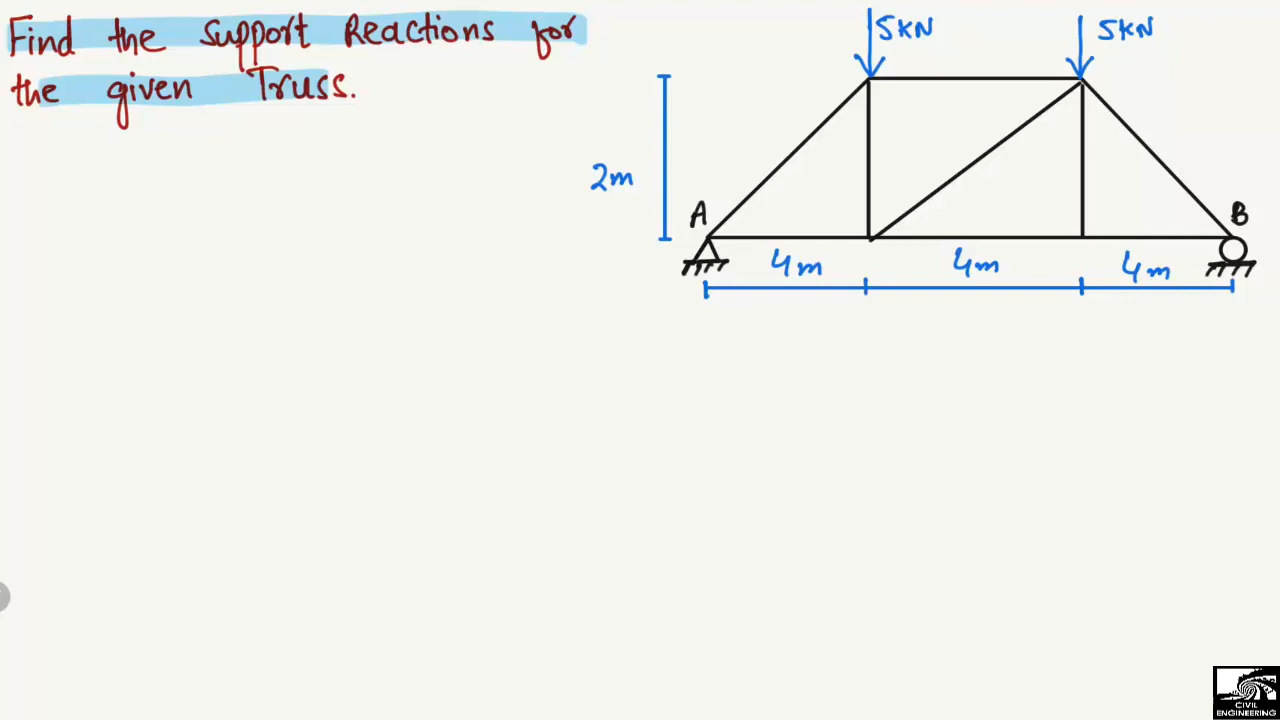 Find the support Reactions for
the given Truss.
5KN 5KN
2m
A B
4m 4m 4m
CIVIL
ENGINEERING